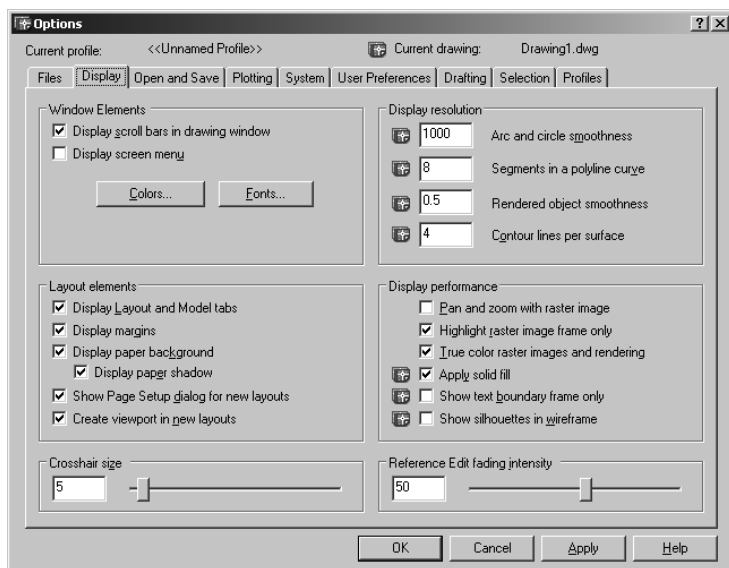 Options
Current profile: <<Unnamed Profile>> Current drawing: Drawing1.dwg
Files Display Open and Save Plotting System User Preferences Drafting Selection Profiles
Window Elements
Display scroll bars in drawing window
Display screen menu
Colors... Fonts...
Display resolution
1000 Arc and circle smoothness
8 Segments in a polyline curve
0.5 Rendered object smoothness
4 Contour lines per surface
Layout elements
Display Layout and Model tabs
Display margins
Display paper background
Display paper shadow
Show Page Setup dialog for new layouts
Create viewport in new layouts
Display performance
Pan and zoom with raster image
Highlight raster image frame only
True color raster images and rendering
Apply solid fill
Show text boundary frame only
Show silhouettes in wireframe
Crosshair size
5
Reference Edit fading intensity
50
OK Cancel Apply Help